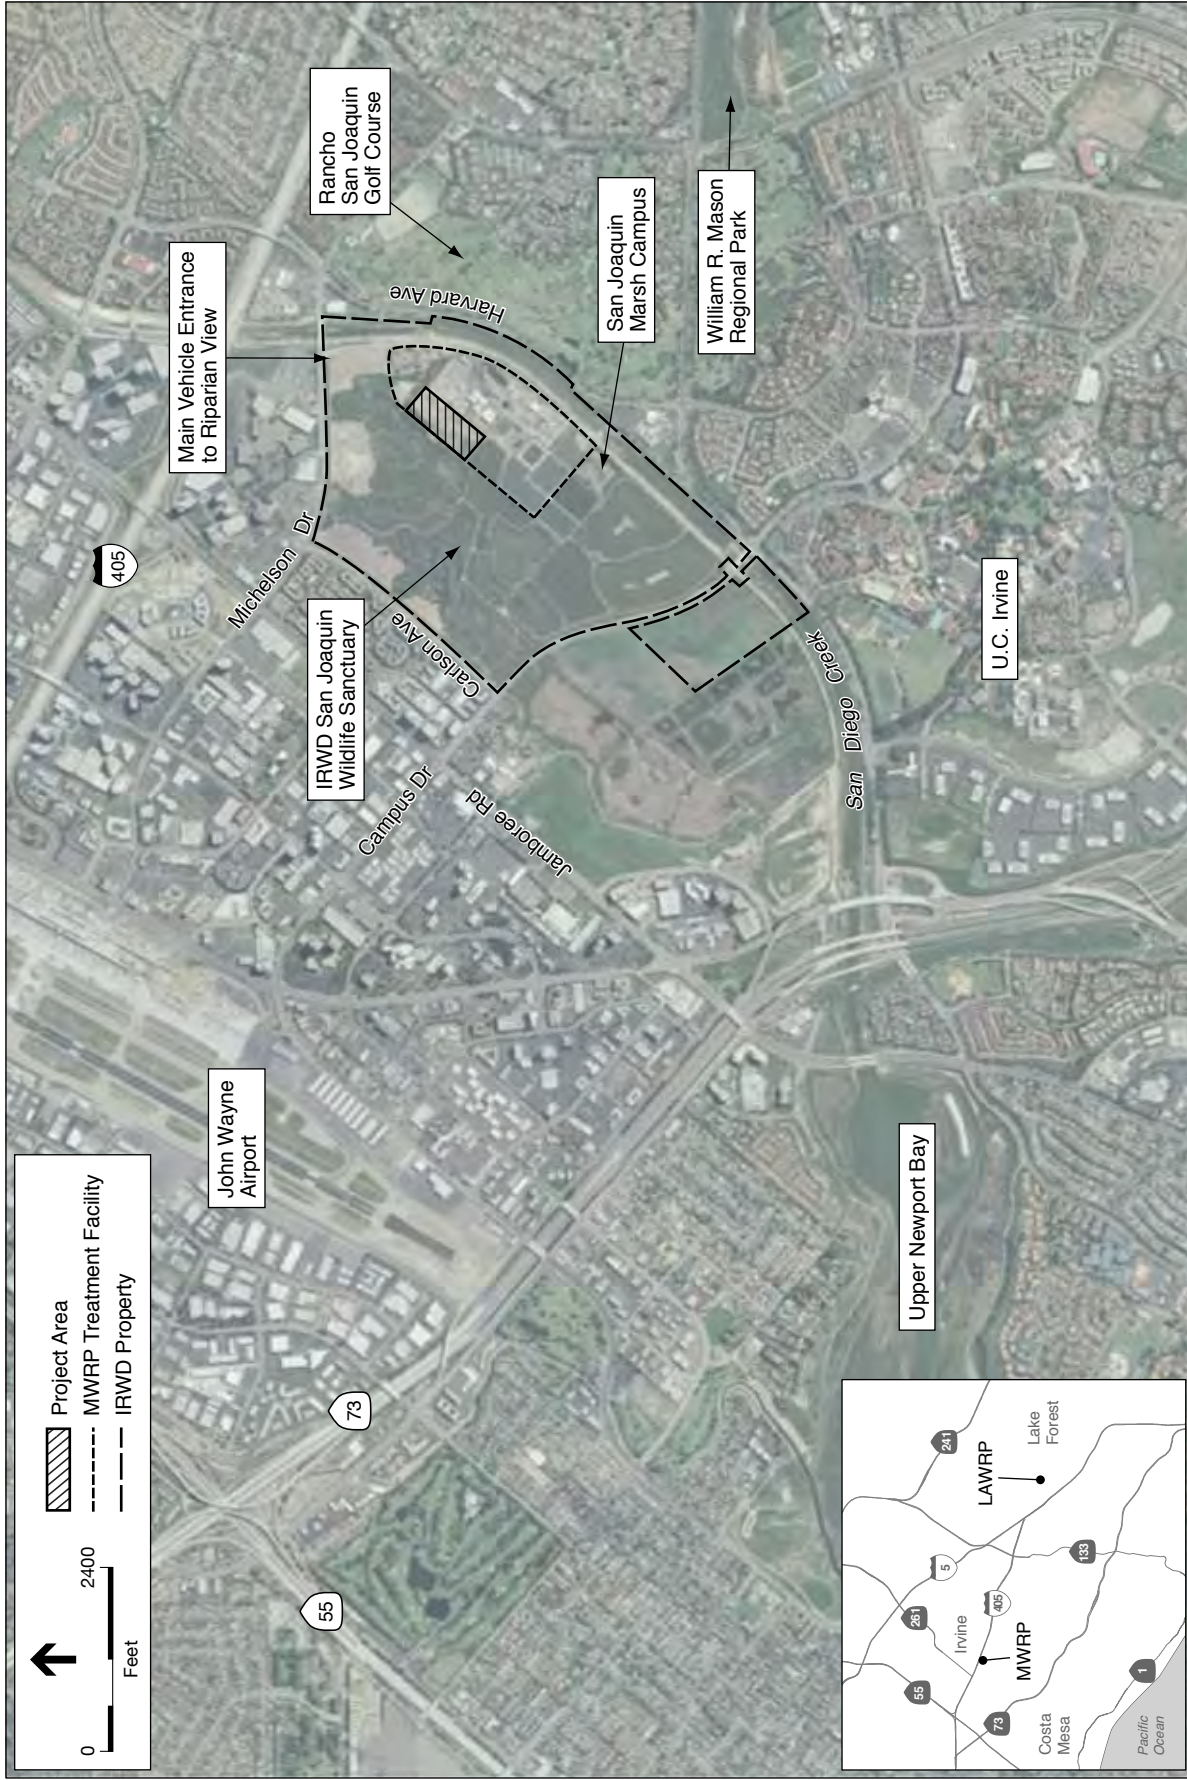 0
2400
Feet
Project Area
MWRP Treatment Facility
IRWD Property
John Wayne
Airport
405
Michelson Dr
Main Vehicle Entrance
to Riparian View
Rancho
San Joaquin
Golf Course
Harvard Ave
IRWD San Joaquin
Wildlife Sanctuary
Carlson Ave
Campus Dr
Jamboree Rd
San Joaquin
Marsh Campus
William R. Mason
Regional Park
73
55
San Diego Creek
Upper Newport Bay
U.C. Irvine
241
LAWRP
Lake
Forest
5
133
261
405
Irvine
MWRP
55
73
Costa
Mesa
1
Pacific
Ocean